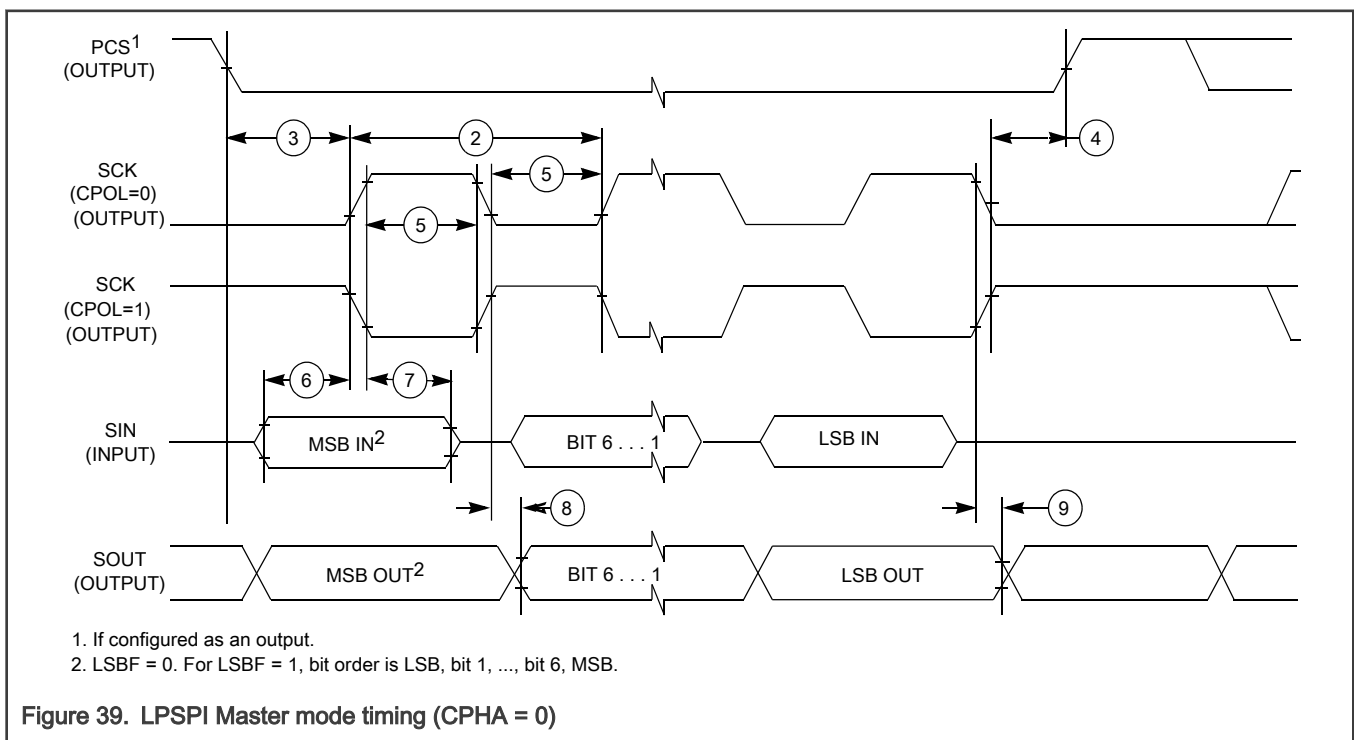 PCS1
(OUTPUT)
3
2
4
SCK
(CPOL=0)
(OUTPUT)
5
5
SCK
(CPOL=1)
(OUTPUT)
6
7
SIN
(INPUT)
MSB IN2
BIT 6 . . . 1
LSB IN
8
9
SOUT
(OUTPUT)
MSB OUT2
BIT 6 . . . 1
LSB OUT
1. If configured as an output.
2. LSBF = 0. For LSBF = 1, bit order is LSB, bit 1, ..., bit 6, MSB.
Figure 39. LPSPI Master mode timing (CPHA = 0)